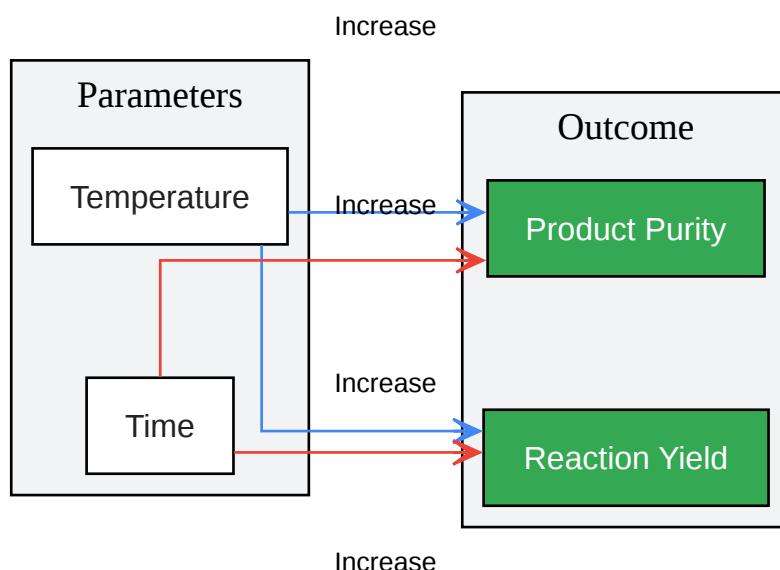 Increase
Parameters
Outcome
Temperature
Increase
Product Purity
Increase
Time
Reaction Yield
Increase